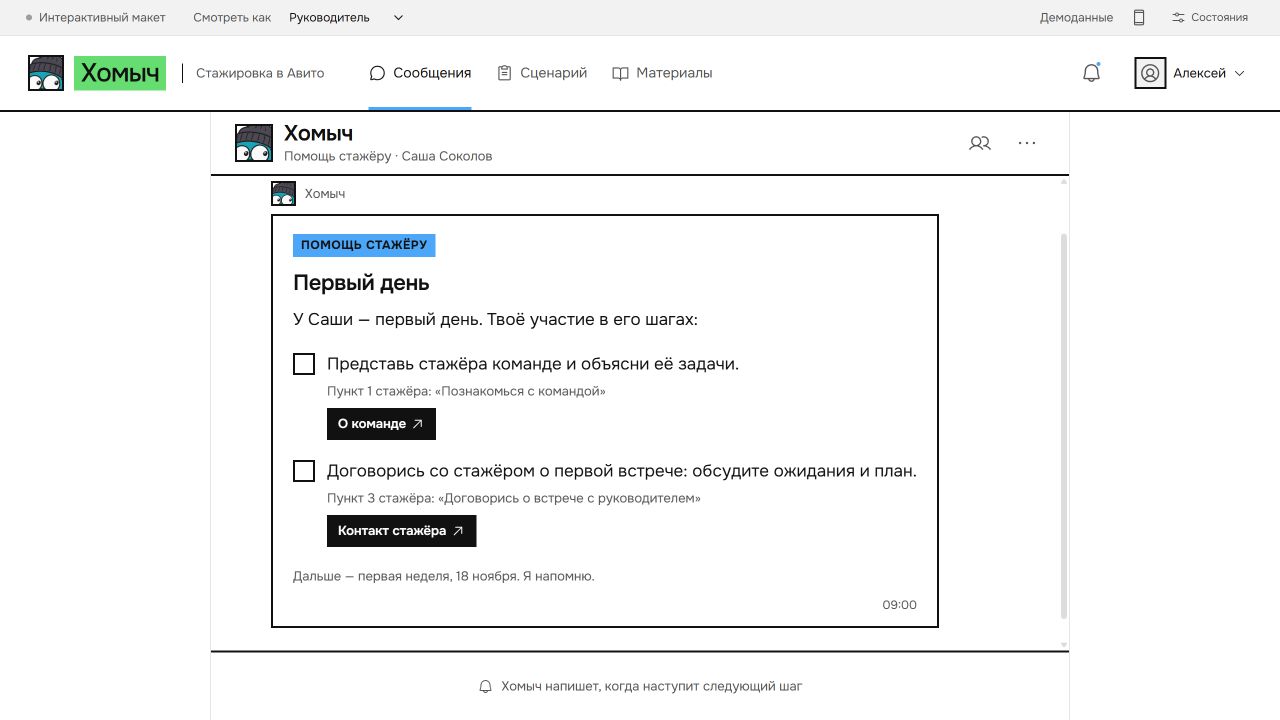 Интерактивный макет Смотреть как Руководитель Демоданные Состояния
Хомыч Стажировка в Авито Сообщения Сценарий Материалы Алексей
Хомыч
Помощь стажёру · Саша Соколов
Хомыч
ПОМОЩЬ СТАЖЁРУ
Первый день
У Саши — первый день. Твоё участие в его шагах:
Представь стажёра команде и объясни её задачи.
Пункт 1 стажёра: «Познакомься с командой»
О команде
Договорись со стажёром о первой встрече: обсудите ожидания и план.
Пункт 3 стажёра: «Договорись о встрече с руководителем»
Контакт стажёра
Дальше — первая неделя, 18 ноября. Я напомню.
09:00
Хомыч напишет, когда наступит следующий шаг